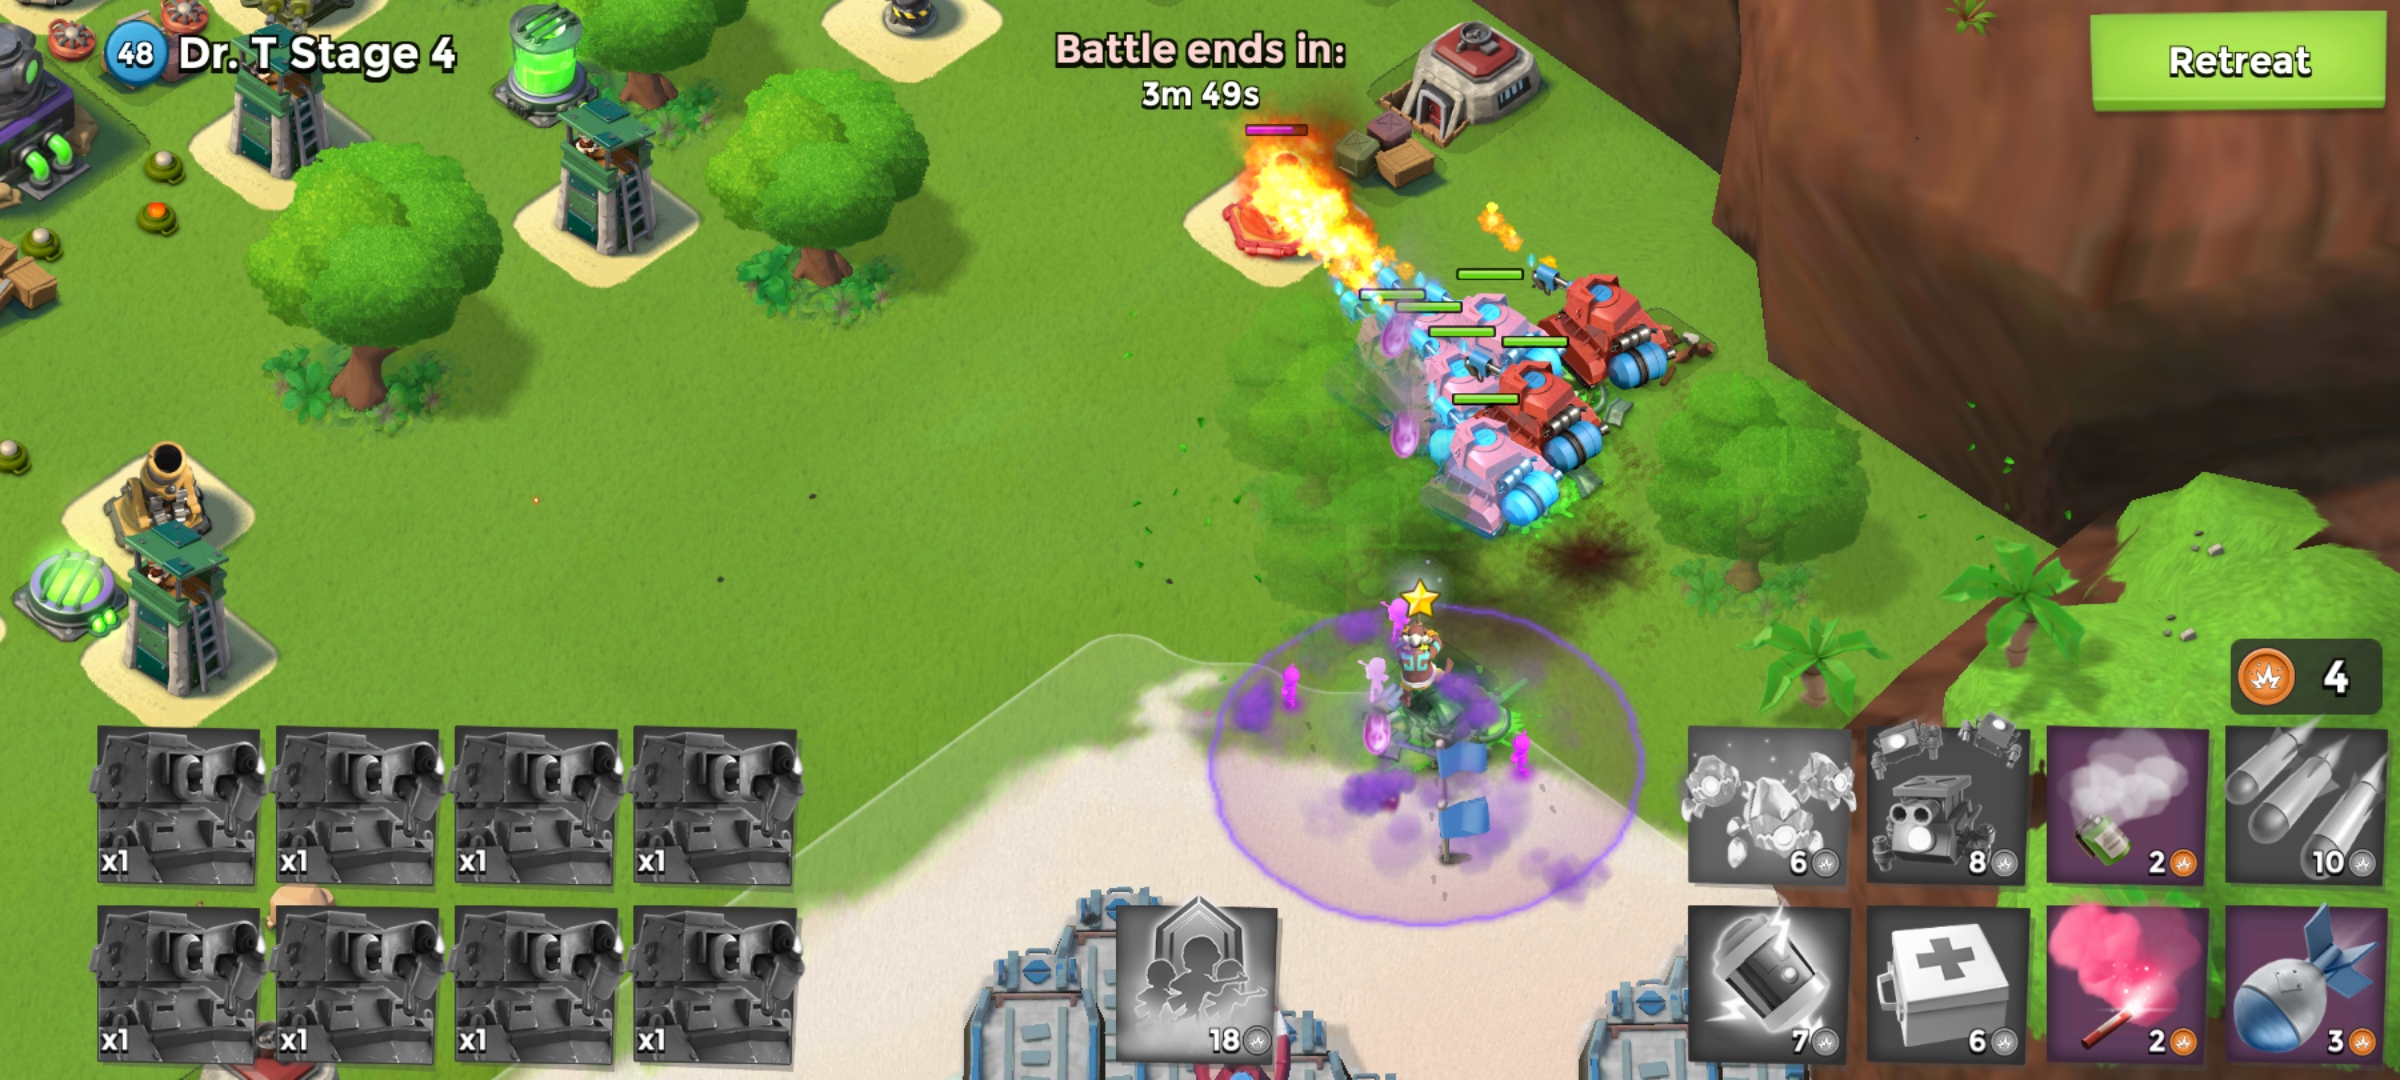 48 Dr. T Stage 4
Battle ends in:
3m 49s
Retreat
4
x1 x1 x1 x1
6 8 2 10
x1 x1 x1 x1
18
7 6 2 3